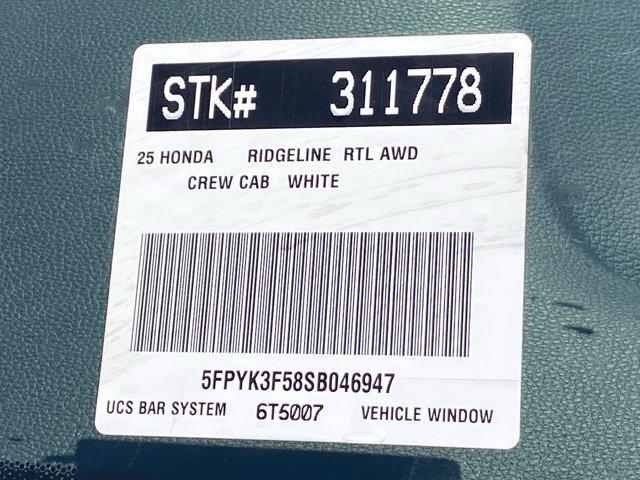 STK# 311778
25 HONDA RIDGELINE RTL AWD
CREW CAB WHITE
5FPYK3F58SB046947
UCS BAR SYSTEM 6T5007 VEHICLE WINDOW